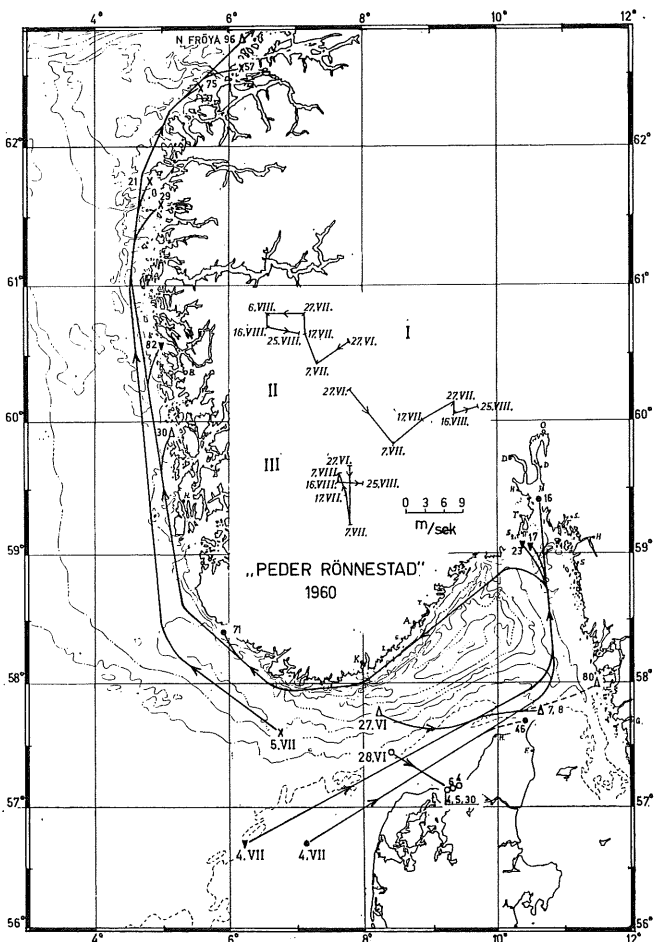 4° 6° 8° 10° 12°
N FRÖYA 96
57
75
62° 62°
21
0
29
61° 61°
6.VIII. 27.VII.
16.VIII. 17.VII. I
25.VIII. 27.VI.
7.VII.
82
B.
II 27.VI. 27.VII.
17.VII. 25.VIII.
16.VIII.
60° 60°
7.VII.
30
III 27.VI.
7.VIII.
16.VIII. 25.VIII.
17.VII.
7.VII.
0 3 6 9
m/sek
16
17
23
59° 59°
„PEDER RÖNNESTAD"
1960
71
K.
A.
58° 58°
80
27.VI 7, 8
46
5.VII
28.VI
6 4
4, 5, 30
57° 57°
4.VII 4.VII
56° 56°
4° 6° 8° 10° 12°